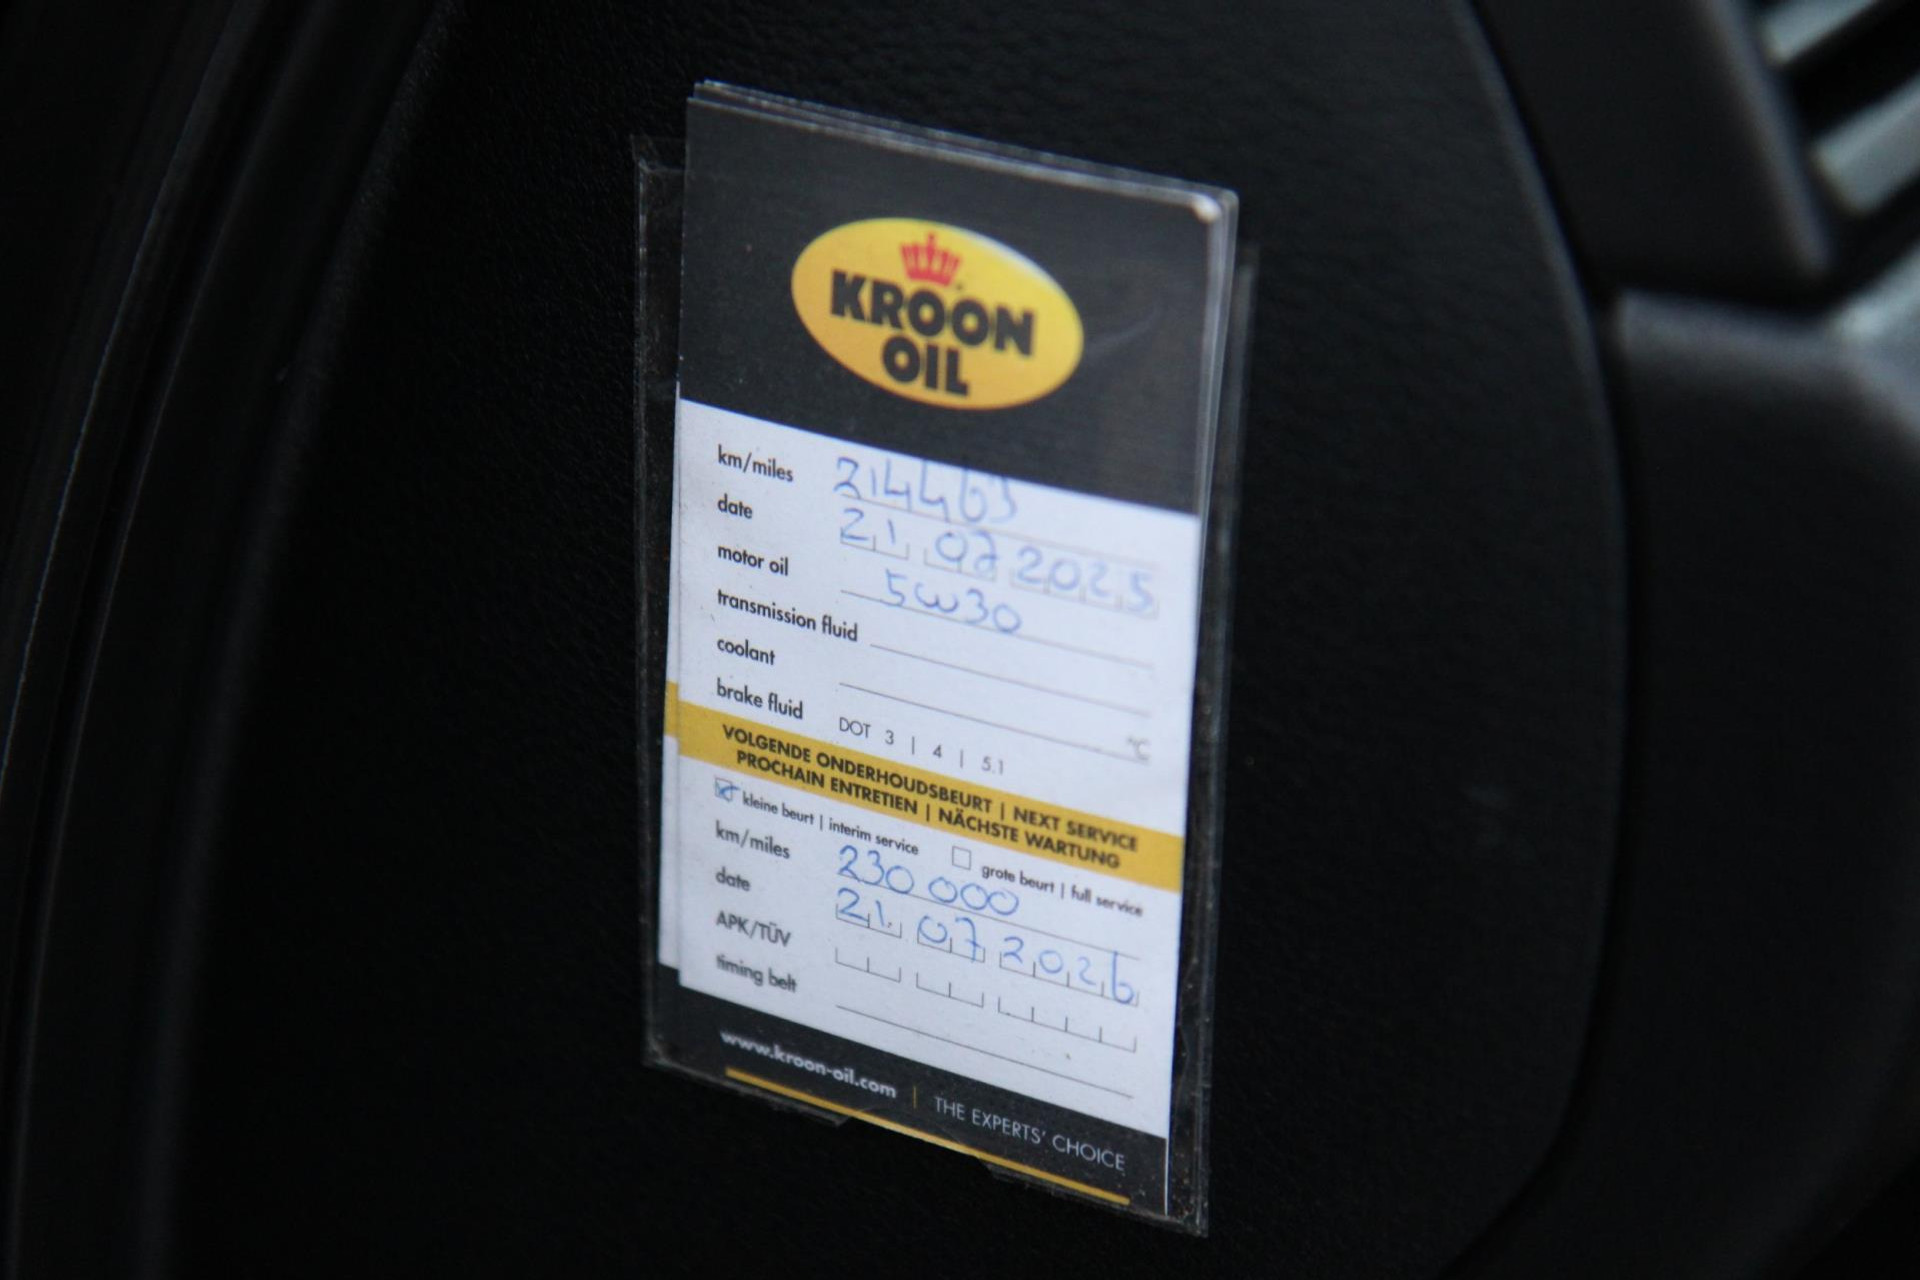 KROON
OIL
km/miles 214463
date 21 07 2025
motor oil 5w30
transmission fluid
coolant °C
brake fluid DOT 3 | 4 | 5.1
VOLGENDE ONDERHOUDSBEURT | NEXT SERVICE
PROCHAIN ENTRETIEN | NÄCHSTE WARTUNG
kleine beurt | interim service grote beurt | full service
km/miles 230 000
date 21. 07 2026
APK/TÜV
timing belt
www.kroon-oil.com | THE EXPERTS' CHOICE